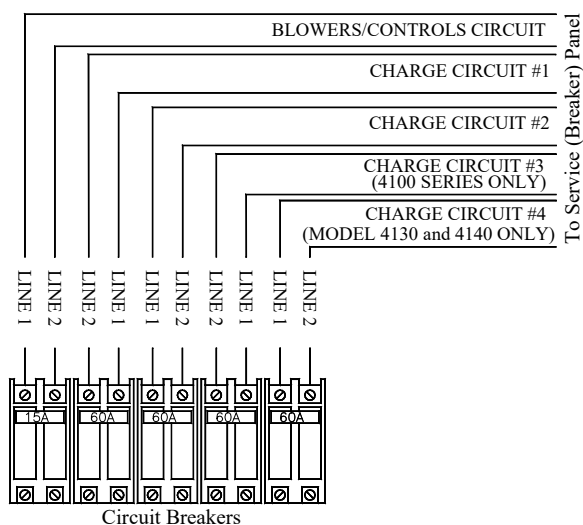 BLOWERS/CONTROLS CIRCUIT
CHARGE CIRCUIT #1
CHARGE CIRCUIT #2
CHARGE CIRCUIT #3
(4100 SERIES ONLY)
CHARGE CIRCUIT #4
(MODEL 4130 and 4140 ONLY)
To Service (Breaker) Panel
LINE 1
LINE 2
LINE 2
LINE 1
LINE 1
LINE 2
LINE 2
LINE 1
LINE 1
LINE 2
15A
60A
60A
60A
60A
Circuit Breakers